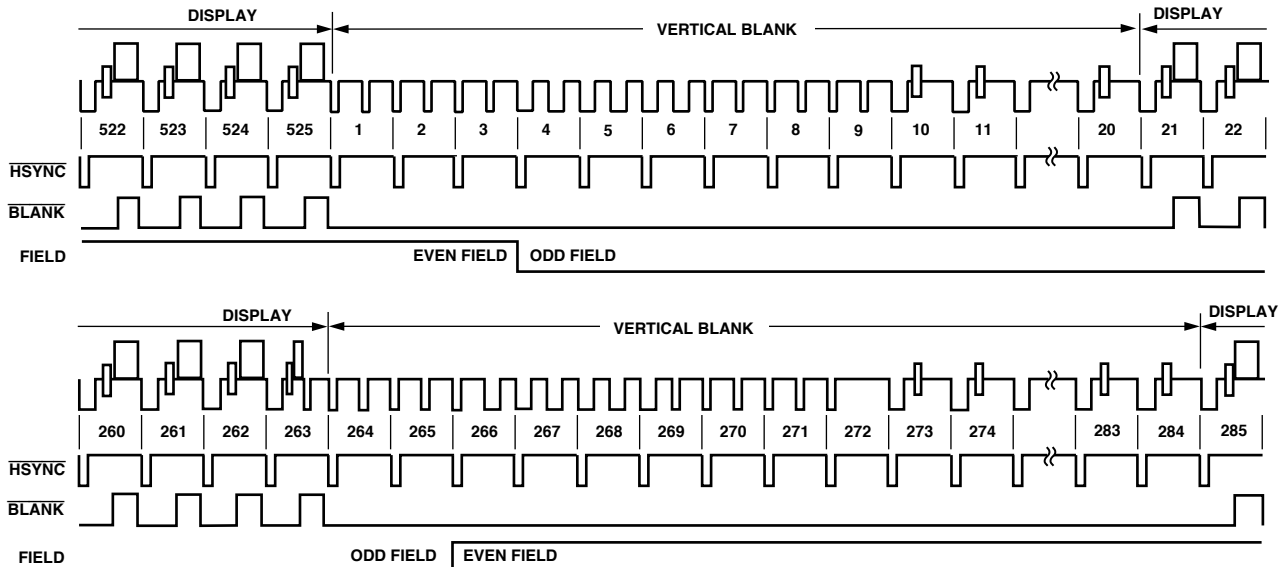 DISPLAY VERTICAL BLANK DISPLAY
522 523 524 525 1 2 3 4 5 6 7 8 9 10 11 20 21 22
HSYNC
BLANK
FIELD EVEN FIELD ODD FIELD
DISPLAY VERTICAL BLANK DISPLAY
260 261 262 263 264 265 266 267 268 269 270 271 272 273 274 283 284 285
HSYNC
BLANK
FIELD ODD FIELD EVEN FIELD